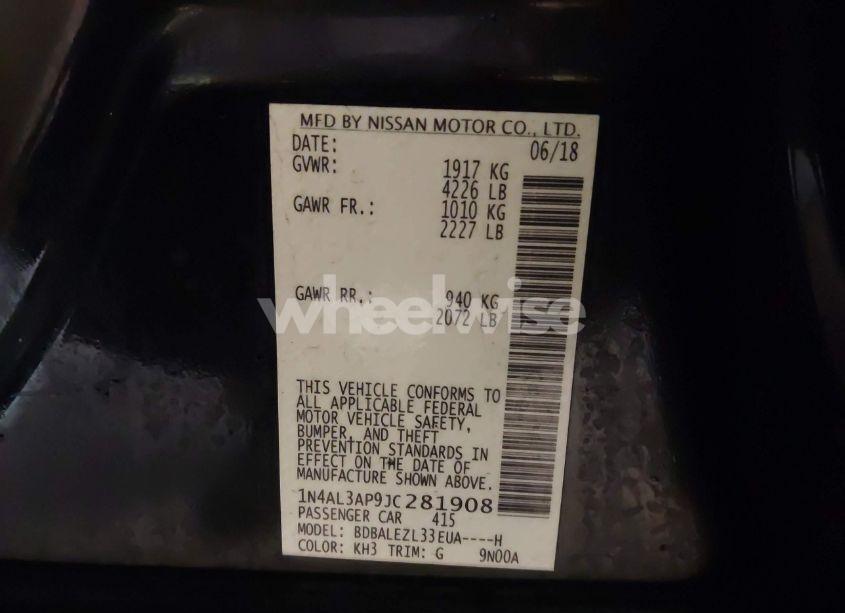 MFD BY NISSAN MOTOR CO., LTD.
DATE: 06/18
GVWR: 1917 KG
4226 LB
GAWR FR.: 1010 KG
2227 LB
GAWR RR.: 940 KG
2072 LB
wheelwise
THIS VEHICLE CONFORMS TO
ALL APPLICABLE FEDERAL
MOTOR VEHICLE SAFETY,
BUMPER, AND THEFT
PREVENTION STANDARDS IN
EFFECT ON THE DATE OF
MANUFACTURE SHOWN ABOVE.
1N4AL3AP9JC281908
PASSENGER CAR 415
MODEL: BDBALEZL33EUA----H
COLOR: KH3 TRIM: G 9N00A